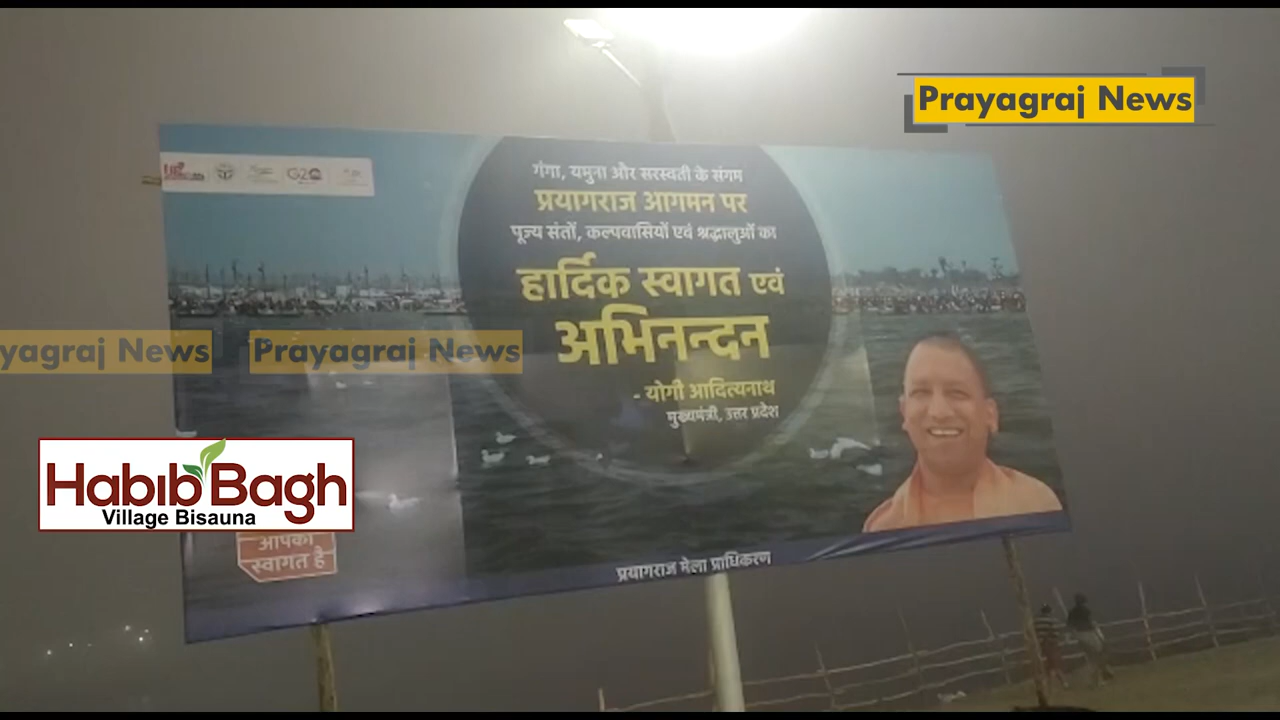 Prayagraj News
G20
गंगा, यमुना और सरस्वती के संगम
प्रयागराज आगमन पर
पूज्य संतों, कल्पवासियों एवं श्रद्धालुओं का
हार्दिक स्वागत एवं
अभिनन्दन
yagraj News
Prayagraj News
- योगी आदित्यनाथ
मुख्यमंत्री, उत्तर प्रदेश
Habib Bagh
Village Bisauna
आपका
स्वागत है
प्रयागराज मेला प्राधिकरण